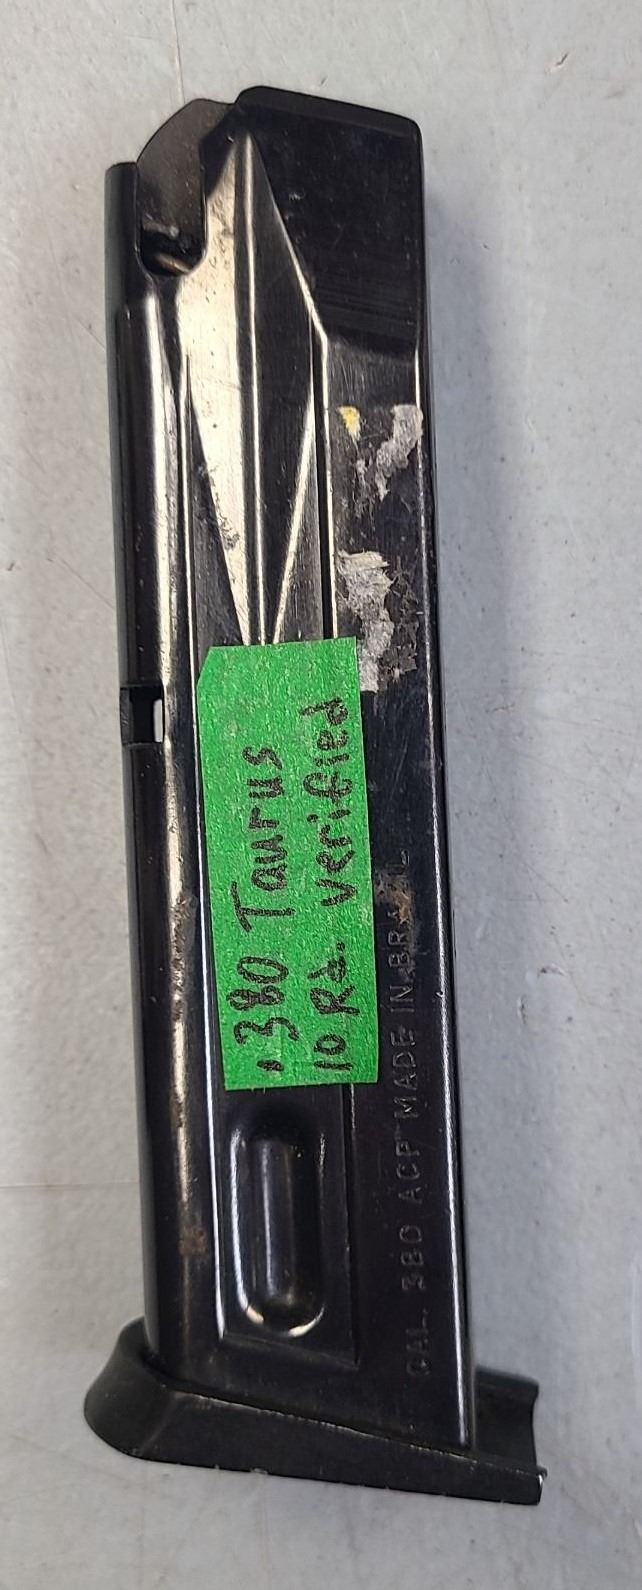 .380 Taurus
10 Rd. verified
CAL. 380 ACP MADE IN BRAZIL